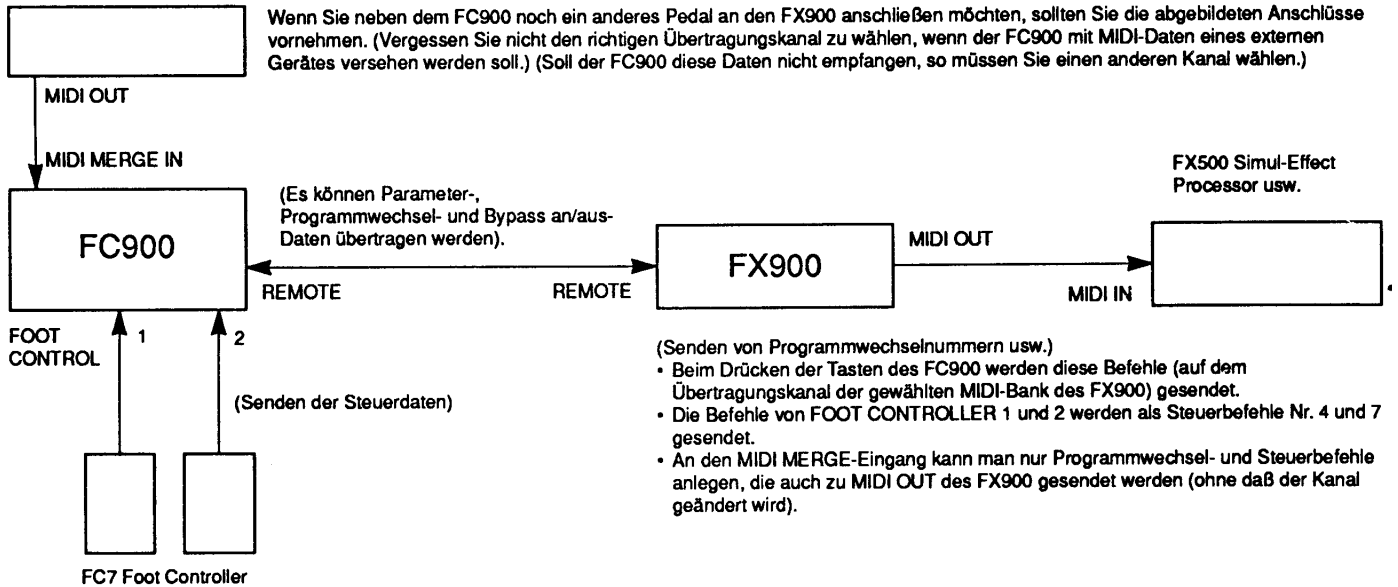 Wenn Sie neben dem FC900 noch ein anderes Pedal an den FX900 anschließen möchten, sollten Sie die abgebildeten Anschlüsse
vornehmen. (Vergessen Sie nicht den richtigen Übertragungskanal zu wählen, wenn der FC900 mit MIDI-Daten eines externen
Gerätes versehen werden soll.) (Soll der FC900 diese Daten nicht empfangen, so müssen Sie einen anderen Kanal wählen.)
MIDI OUT
MIDI MERGE IN
FC900
(Es können Parameter-,
Programmwechsel- und Bypass an/aus-
Daten übertragen werden).
REMOTE
REMOTE
FX900
MIDI OUT
MIDI IN
FX500 Simul-Effect
Processor usw.
FOOT
CONTROL
1
2
(Senden der Steuerdaten)
FC7 Foot Controller
(Senden von Programmwechselnummern usw.)
• Beim Drücken der Tasten des FC900 werden diese Befehle (auf dem
Übertragungskanal der gewählten MIDI-Bank des FX900) gesendet.
• Die Befehle von FOOT CONTROLLER 1 und 2 werden als Steuerbefehle Nr. 4 und 7
gesendet.
• An den MIDI MERGE-Eingang kann man nur Programmwechsel- und Steuerbefehle
anlegen, die auch zu MIDI OUT des FX900 gesendet werden (ohne daß der Kanal
geändert wird).